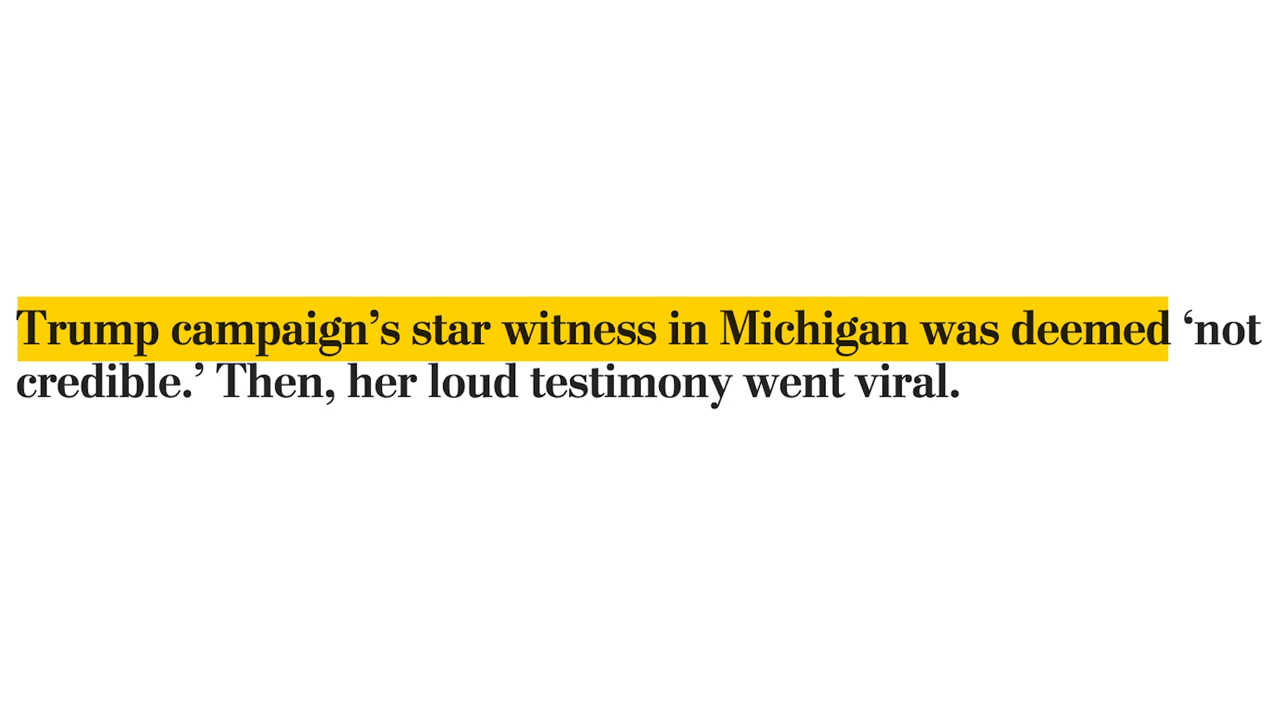 Trump campaign’s star witness in Michigan was deemed ‘not
credible.’ Then, her loud testimony went viral.